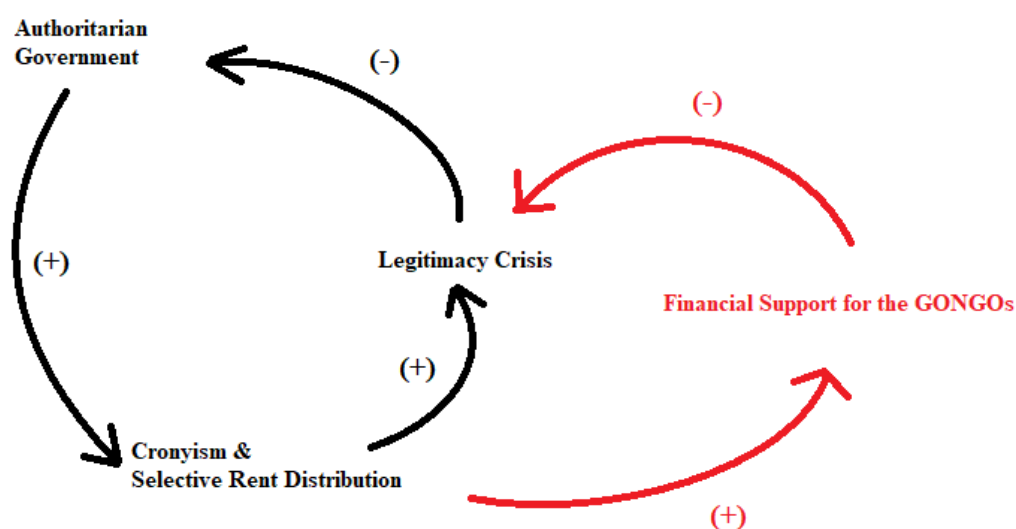 Authoritarian
Government
(-)
(-)
(+)
Legitimacy Crisis
Financial Support for the GONGOs
(+)
Cronyism &
Selective Rent Distribution
(+)